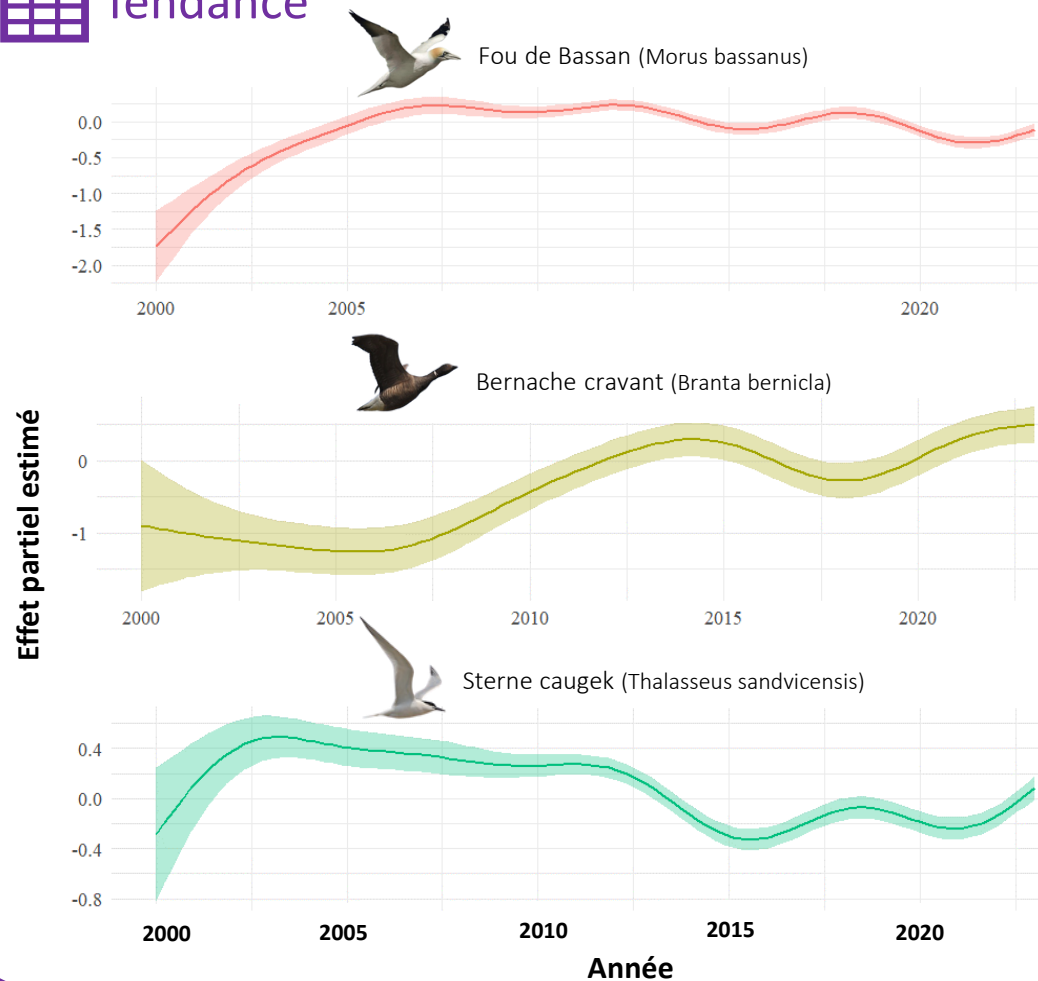 Tendance
Fou de Bassan (Morus bassanus)
0.0
-0.5
-1.0
-1.5
-2.0
2000 2005 2020
Bernache cravant (Branta bernicla)
0
-1
2000 2005 2010 2015 2020
Effet partiel estimé
Sterne caugek (Thalasseus sandvicensis)
0.4
0.0
-0.4
-0.8
2000 2005 2010 2015 2020
Année